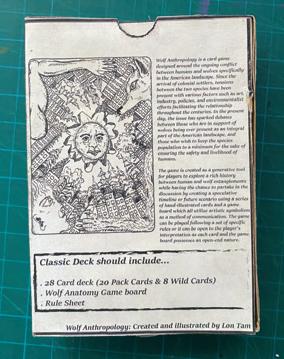 Wolf Anthropology is a card game
designed around the ongoing conflict
between humans and wolves specifically
in the American landscape. Since the
arrival of colonial settlers, tensions
between the two species have been
present with various factors such as art,
industry, policies, and environmentalist
efforts facilitating the relationship
throughout the centuries. In the present
day, the issue has sparked debates
between those who are in support of
wolves being ever present as an integral
part of the American landscape, and
those who wish to keep the species
population to a minimum for the sake of
ensuring the safety and livelihood of
humans.
The game is created as a generative tool
for players to explore a rich history
between human and wolf entanglements
while having the chance to partake in the
discussion by creating a speculative
timeline or future scenario using a series
of hand-illustrated cards and a game
board which all utilize artistic symbolism
as a method of communication. The game
can be played following a set of specific
rules or it can be open to the player's
interpretation as each card and the game
board possesses an open-ended nature.
Classic Deck should include...
. 28 Card deck (20 Pack Cards & 8 Wild Cards)
. Wolf Anatomy Game board
. Rule Sheet
Wolf Anthropology: Created and illustrated by Lon Tam